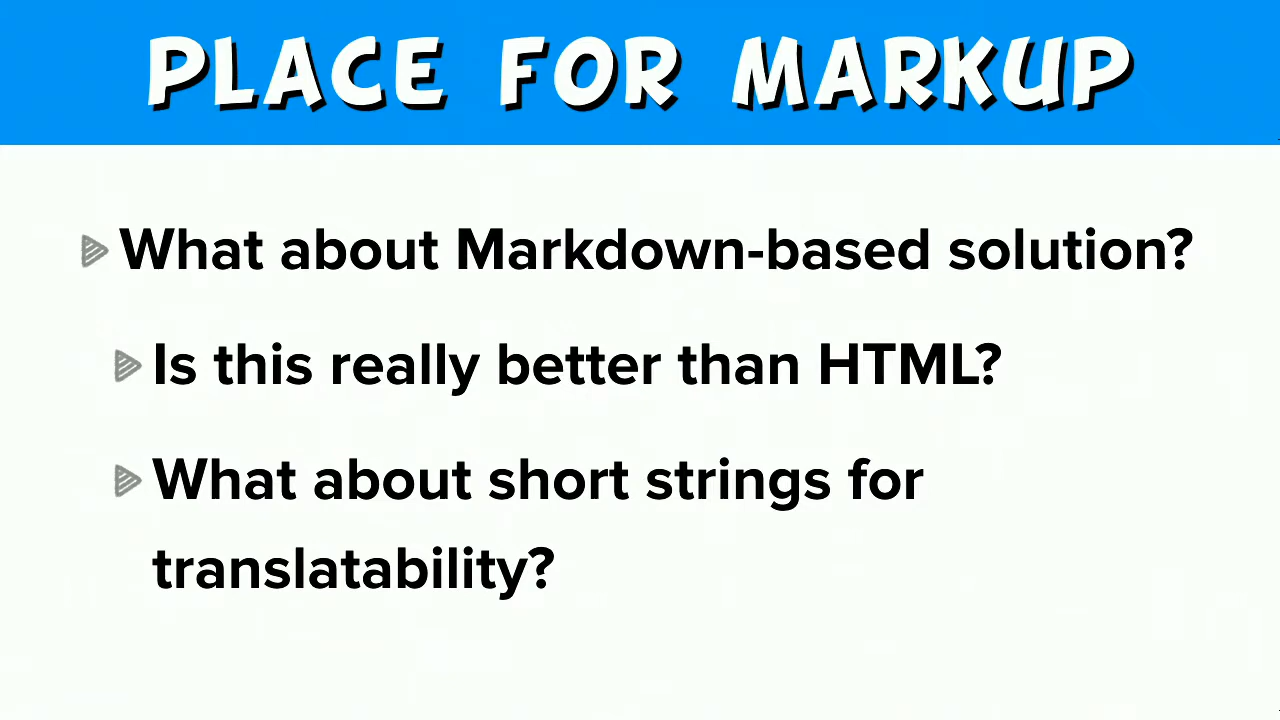 PLACE FOR MARKUP
What about Markdown-based solution?
Is this really better than HTML?
What about short strings for
translatability?